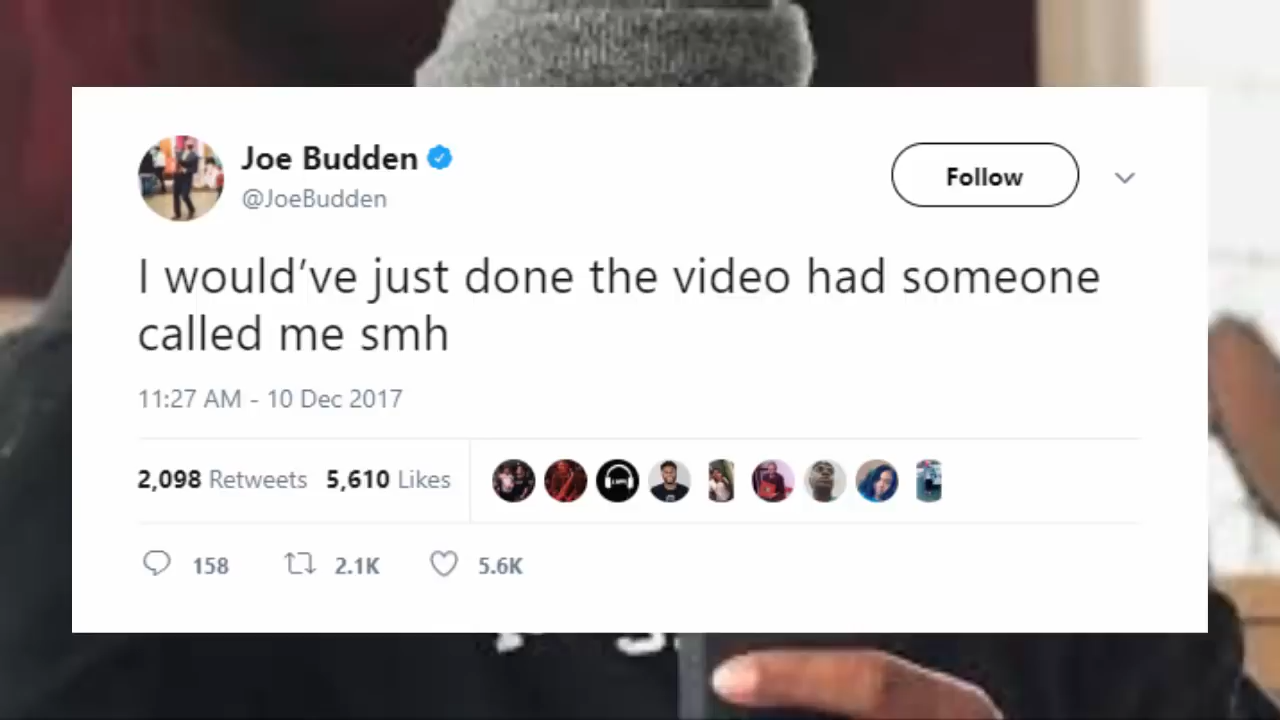 Joe Budden
@JoeBudden
Follow
I would’ve just done the video had someone
called me smh
11:27 AM - 10 Dec 2017
2,098 Retweets 5,610 Likes
158 2.1K 5.6K